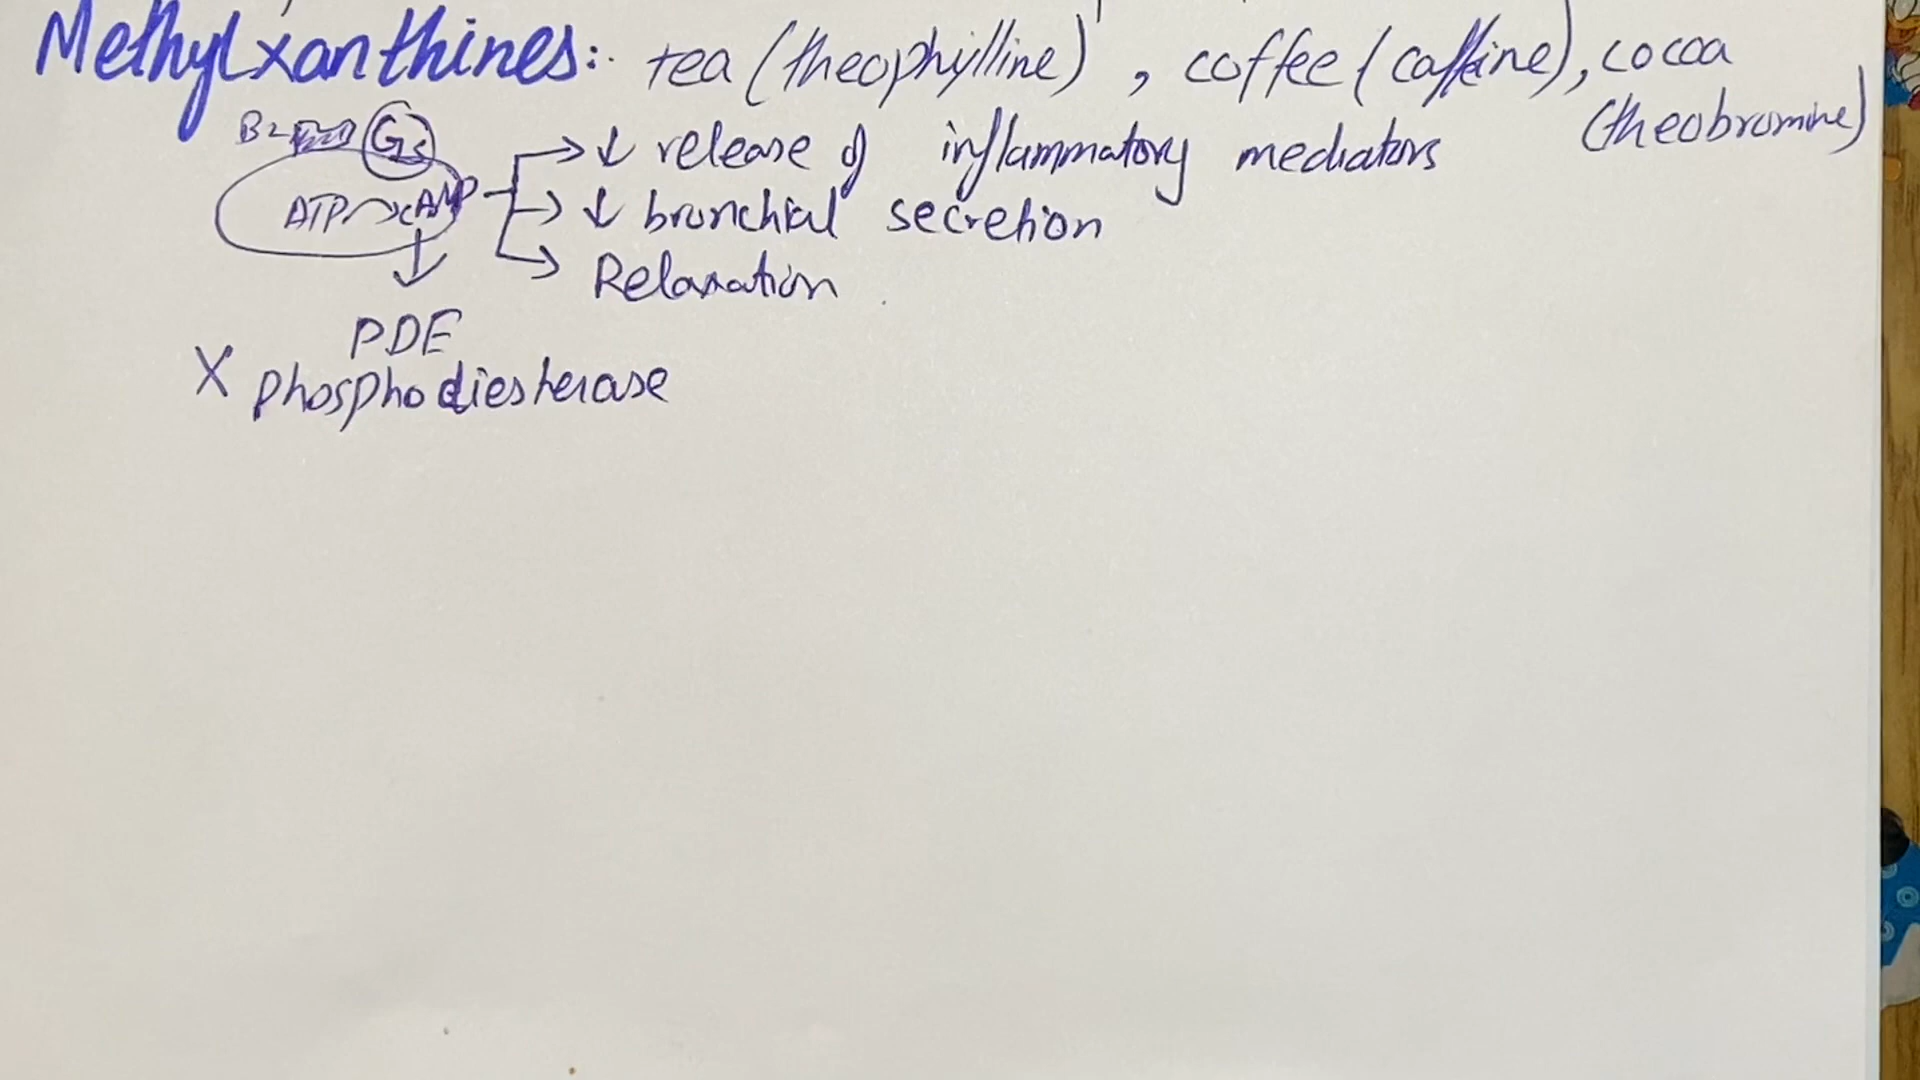 Methylxanthines: tea (theophylline), coffee (caffeine), cocoa
(theobromine)
B2 Gs
ATP → cAMP → ↓ release of inflammatory mediators
→ ↓ bronchial secretion
→ Relaxation
↓
PDE
X phosphodiesterase